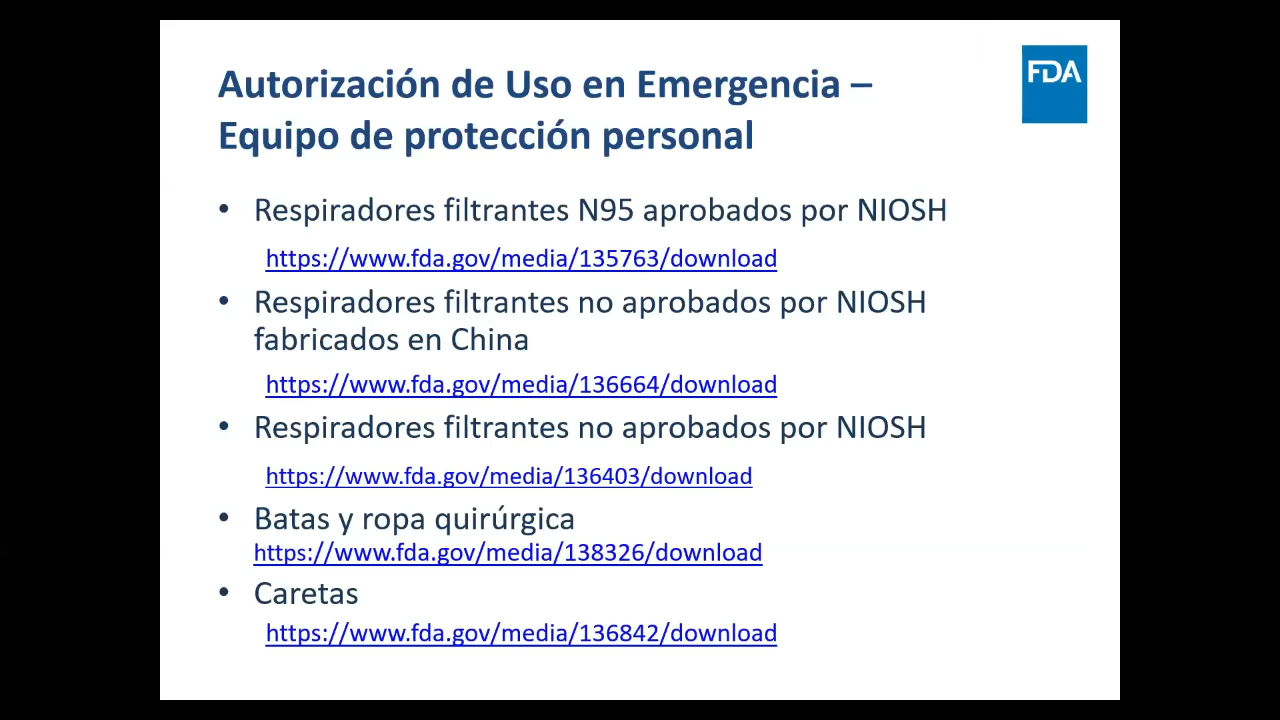 Autorización de Uso en Emergencia –
Equipo de protección personal
FDA
• Respiradores filtrantes N95 aprobados por NIOSH
https://www.fda.gov/media/135763/download
• Respiradores filtrantes no aprobados por NIOSH
fabricados en China
https://www.fda.gov/media/136664/download
• Respiradores filtrantes no aprobados por NIOSH
https://www.fda.gov/media/136403/download
• Batas y ropa quirúrgica
https://www.fda.gov/media/138326/download
• Caretas
https://www.fda.gov/media/136842/download